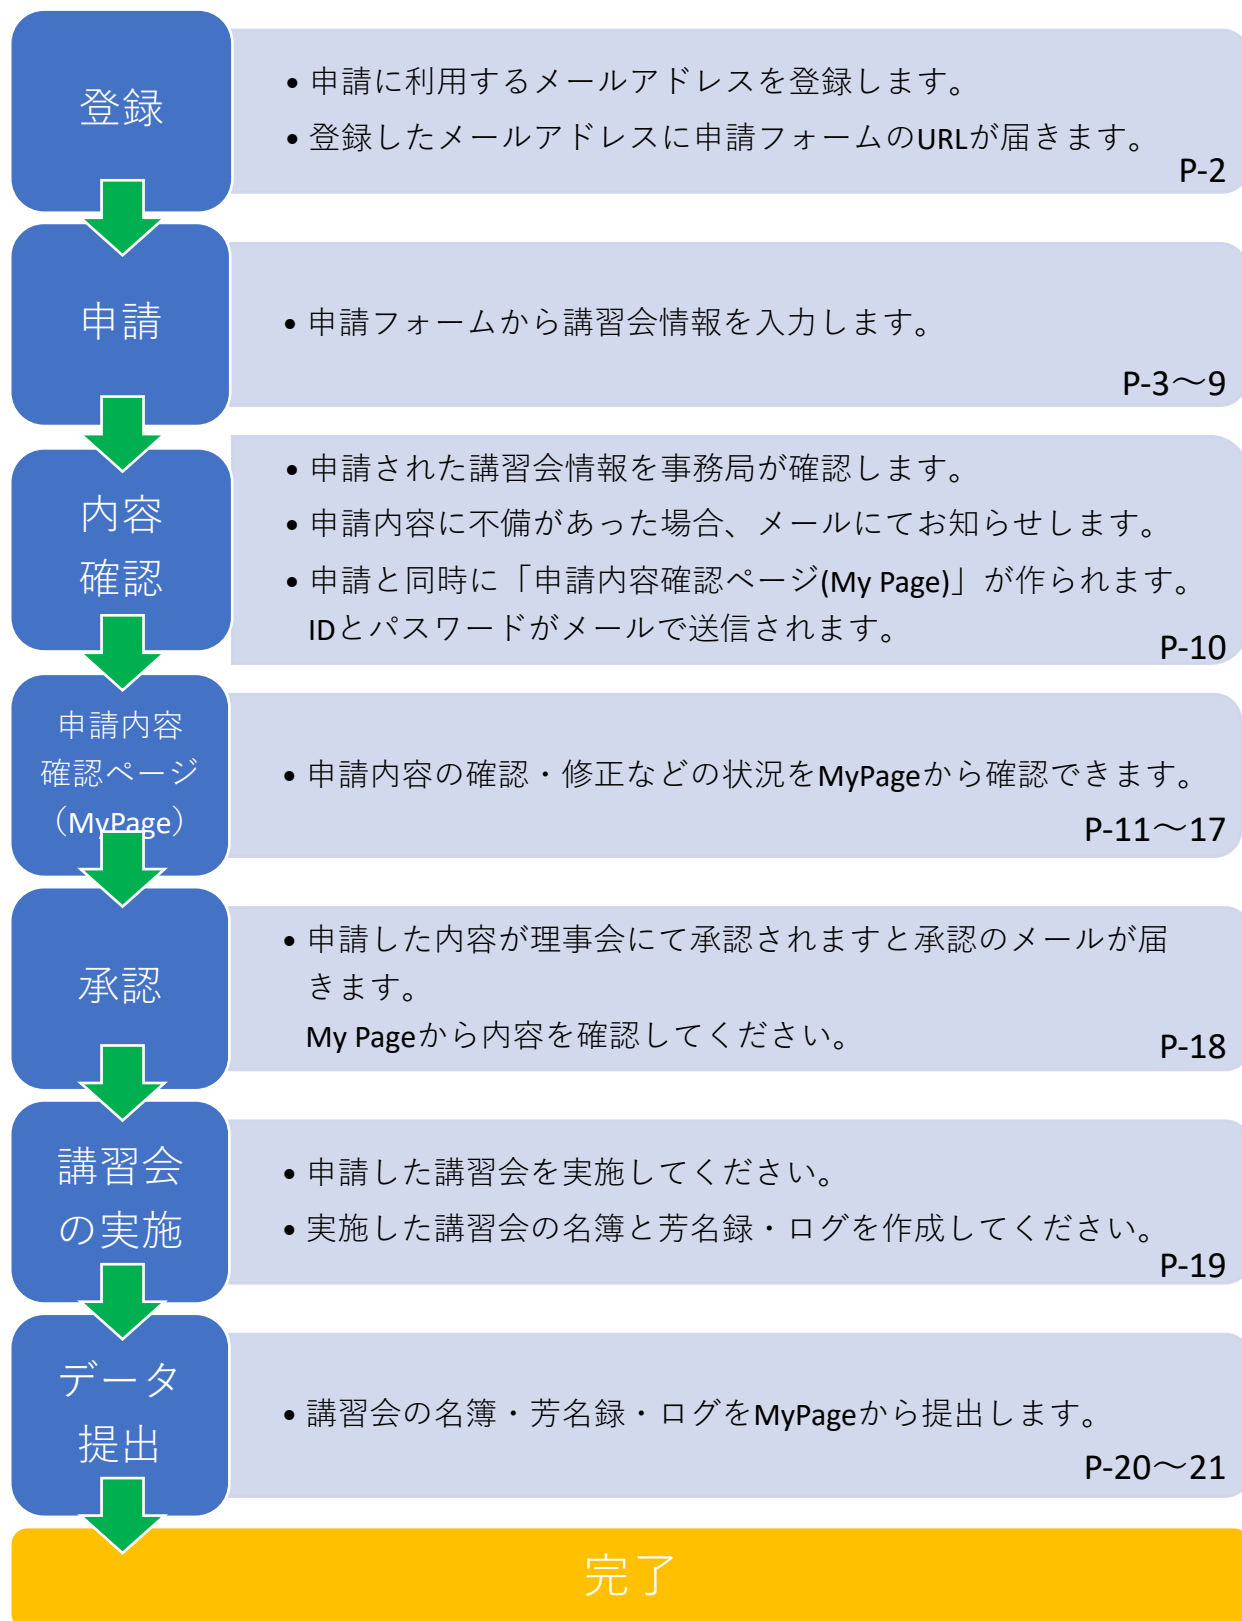 登録
• 申請に利用するメールアドレスを登録します。
• 登録したメールアドレスに申請フォームのURLが届きます。
P-2
申請
• 申請フォームから講習会情報を入力します。
P-3～9
内容
確認
• 申請された講習会情報を事務局が確認します。
• 申請内容に不備があった場合、メールにてお知らせします。
• 申請と同時に「申請内容確認ページ(My Page)」が作られます。
IDとパスワードがメールで送信されます。
P-10
申請内容
確認ページ
（MyPage）
• 申請内容の確認・修正などの状況をMyPageから確認できます。
P-11～17
承認
• 申請した内容が理事会にて承認されますと承認のメールが届
きます。
My Pageから内容を確認してください。
P-18
講習会
の実施
• 申請した講習会を実施してください。
• 実施した講習会の名簿と芳名録・ログを作成してください。
P-19
データ
提出
• 講習会の名簿・芳名録・ログをMyPageから提出します。
P-20～21
完了